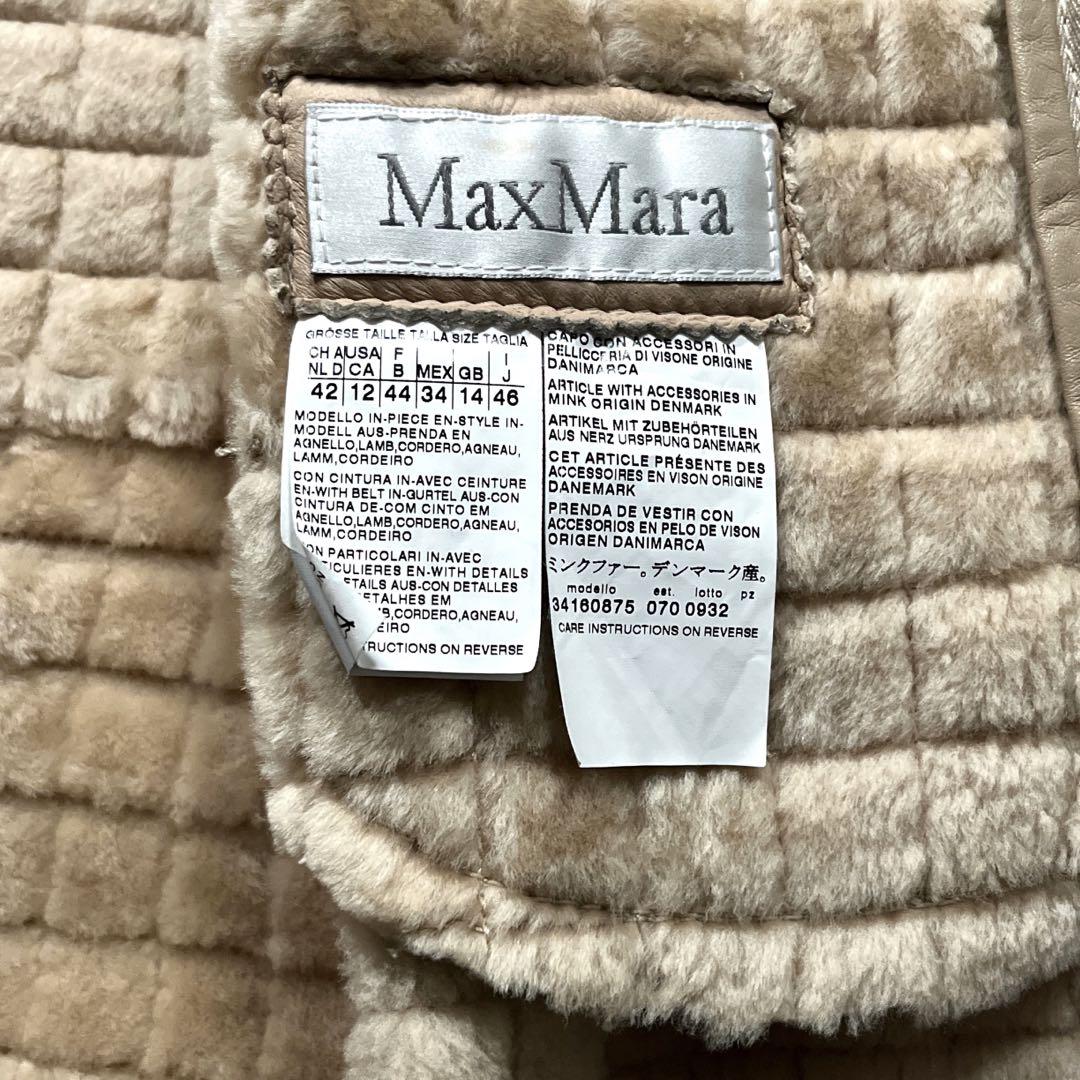 MaxMara
GRÖSSE TAILLE TALLA SIZE TAGLIA
CH A USA F I
NL D CA B MEX GB J
42 12 44 34 14 46
MODELLO IN-PIECE EN-STYLE IN-
MODELL AUS-PRENDA EN
AGNELLO,LAMB,CORDERO,AGNEAU,
LAMM,CORDEIRO
CON CINTURA IN-AVEC CEINTURE
EN-WITH BELT IN-GURTEL AUS-CON
CINTURA DE-COM CINTO EM
AGNELLO,LAMB,CORDERO,AGNEAU,
LAMM,CORDEIRO
ON PARTICOLARI IN-AVEC
TICULIERES EN-WITH DETAILS
ETAILS AUS-CON DETALLES
ETALHES EM
MB,CORDERO,AGNEAU,
EIRO
TRUCTIONS ON REVERSE
CAPO CON ACCESSORI IN
PELLICCERIA DI VISONE ORIGINE
DANIMARCA
ARTICLE WITH ACCESSORIES IN
MINK ORIGIN DENMARK
ARTIKEL MIT ZUBEHÖRTEILEN
AUS NERZ URSPRUNG DANEMARK
CET ARTICLE PRÉSENTE DES
ACCESSOIRES EN VISON ORIGINE
DANEMARK
PRENDA DE VESTIR CON
ACCESORIOS EN PELO DE VISON
ORIGEN DANIMARCA
ミンクファー。デンマーク産。
modello est. lotto pz
34160875 070 0932
CARE INSTRUCTIONS ON REVERSE